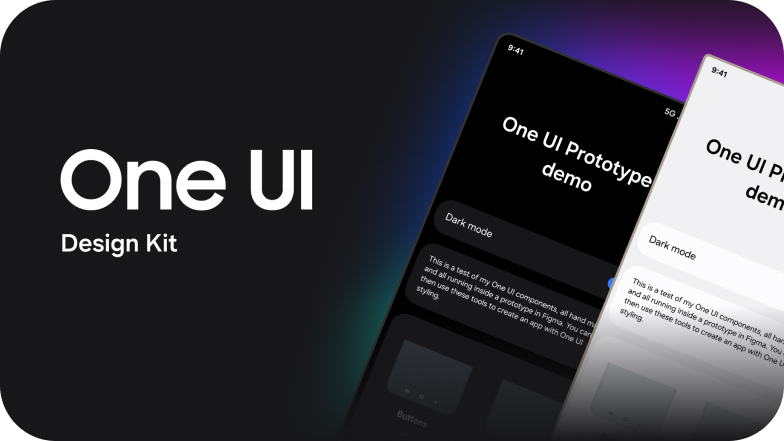 One UI
Design Kit
9:41
5G
One UI Prototype
demo
Dark mode
This is a test of my One UI components, all hand m
and all running inside a prototype in Figma. You can
then use these tools to create an app with One UI
styling.
Buttons
9:41
One UI Pr
dem
Dark mode
This is a test of my One UI components, all han
and all running inside a prototype in Figma. You
then use these tools to create an app with One U
styling.